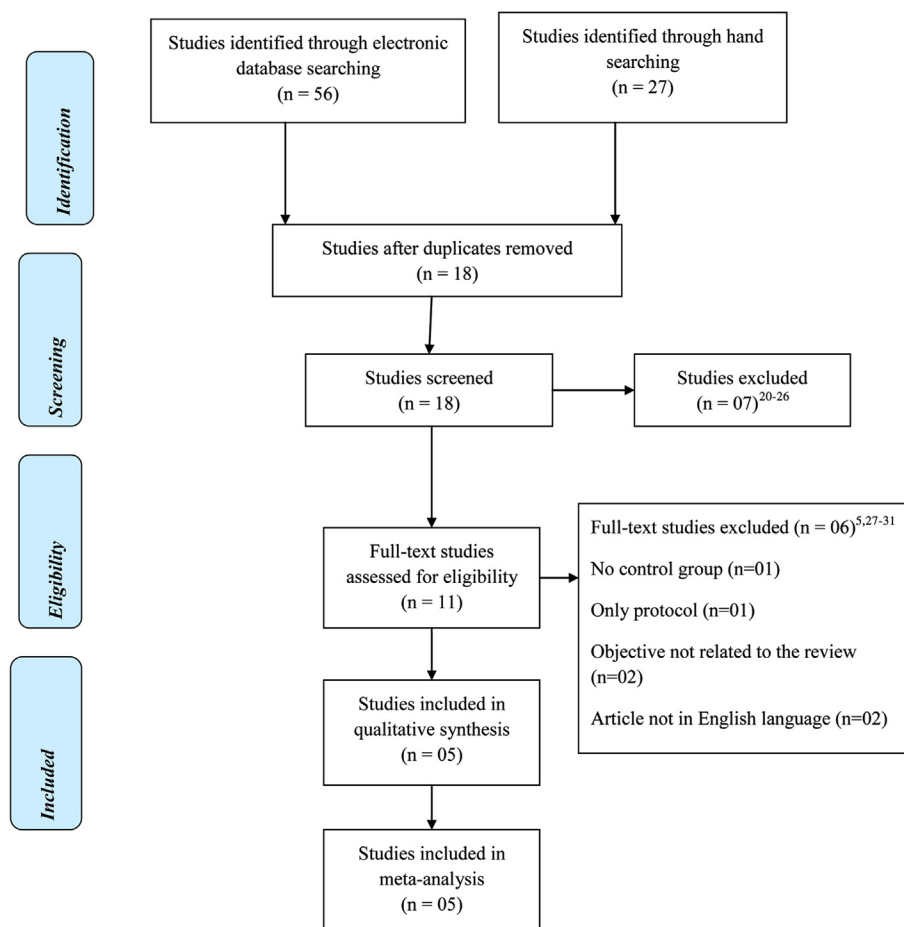 Identification
Studies identified through electronic
database searching
(n = 56)
Studies identified through hand
searching
(n = 27)
Studies after duplicates removed
(n = 18)
Screening
Studies screened
(n = 18)
Studies excluded
(n = 07)20-26
Eligibility
Full-text studies
assessed for eligibility
(n = 11)
Full-text studies excluded (n = 06)5,27-31
No control group (n=01)
Only protocol (n=01)
Objective not related to the review
(n=02)
Article not in English language (n=02)
Included
Studies included in
qualitative synthesis
(n = 05)
Studies included in
meta-analysis
(n = 05)